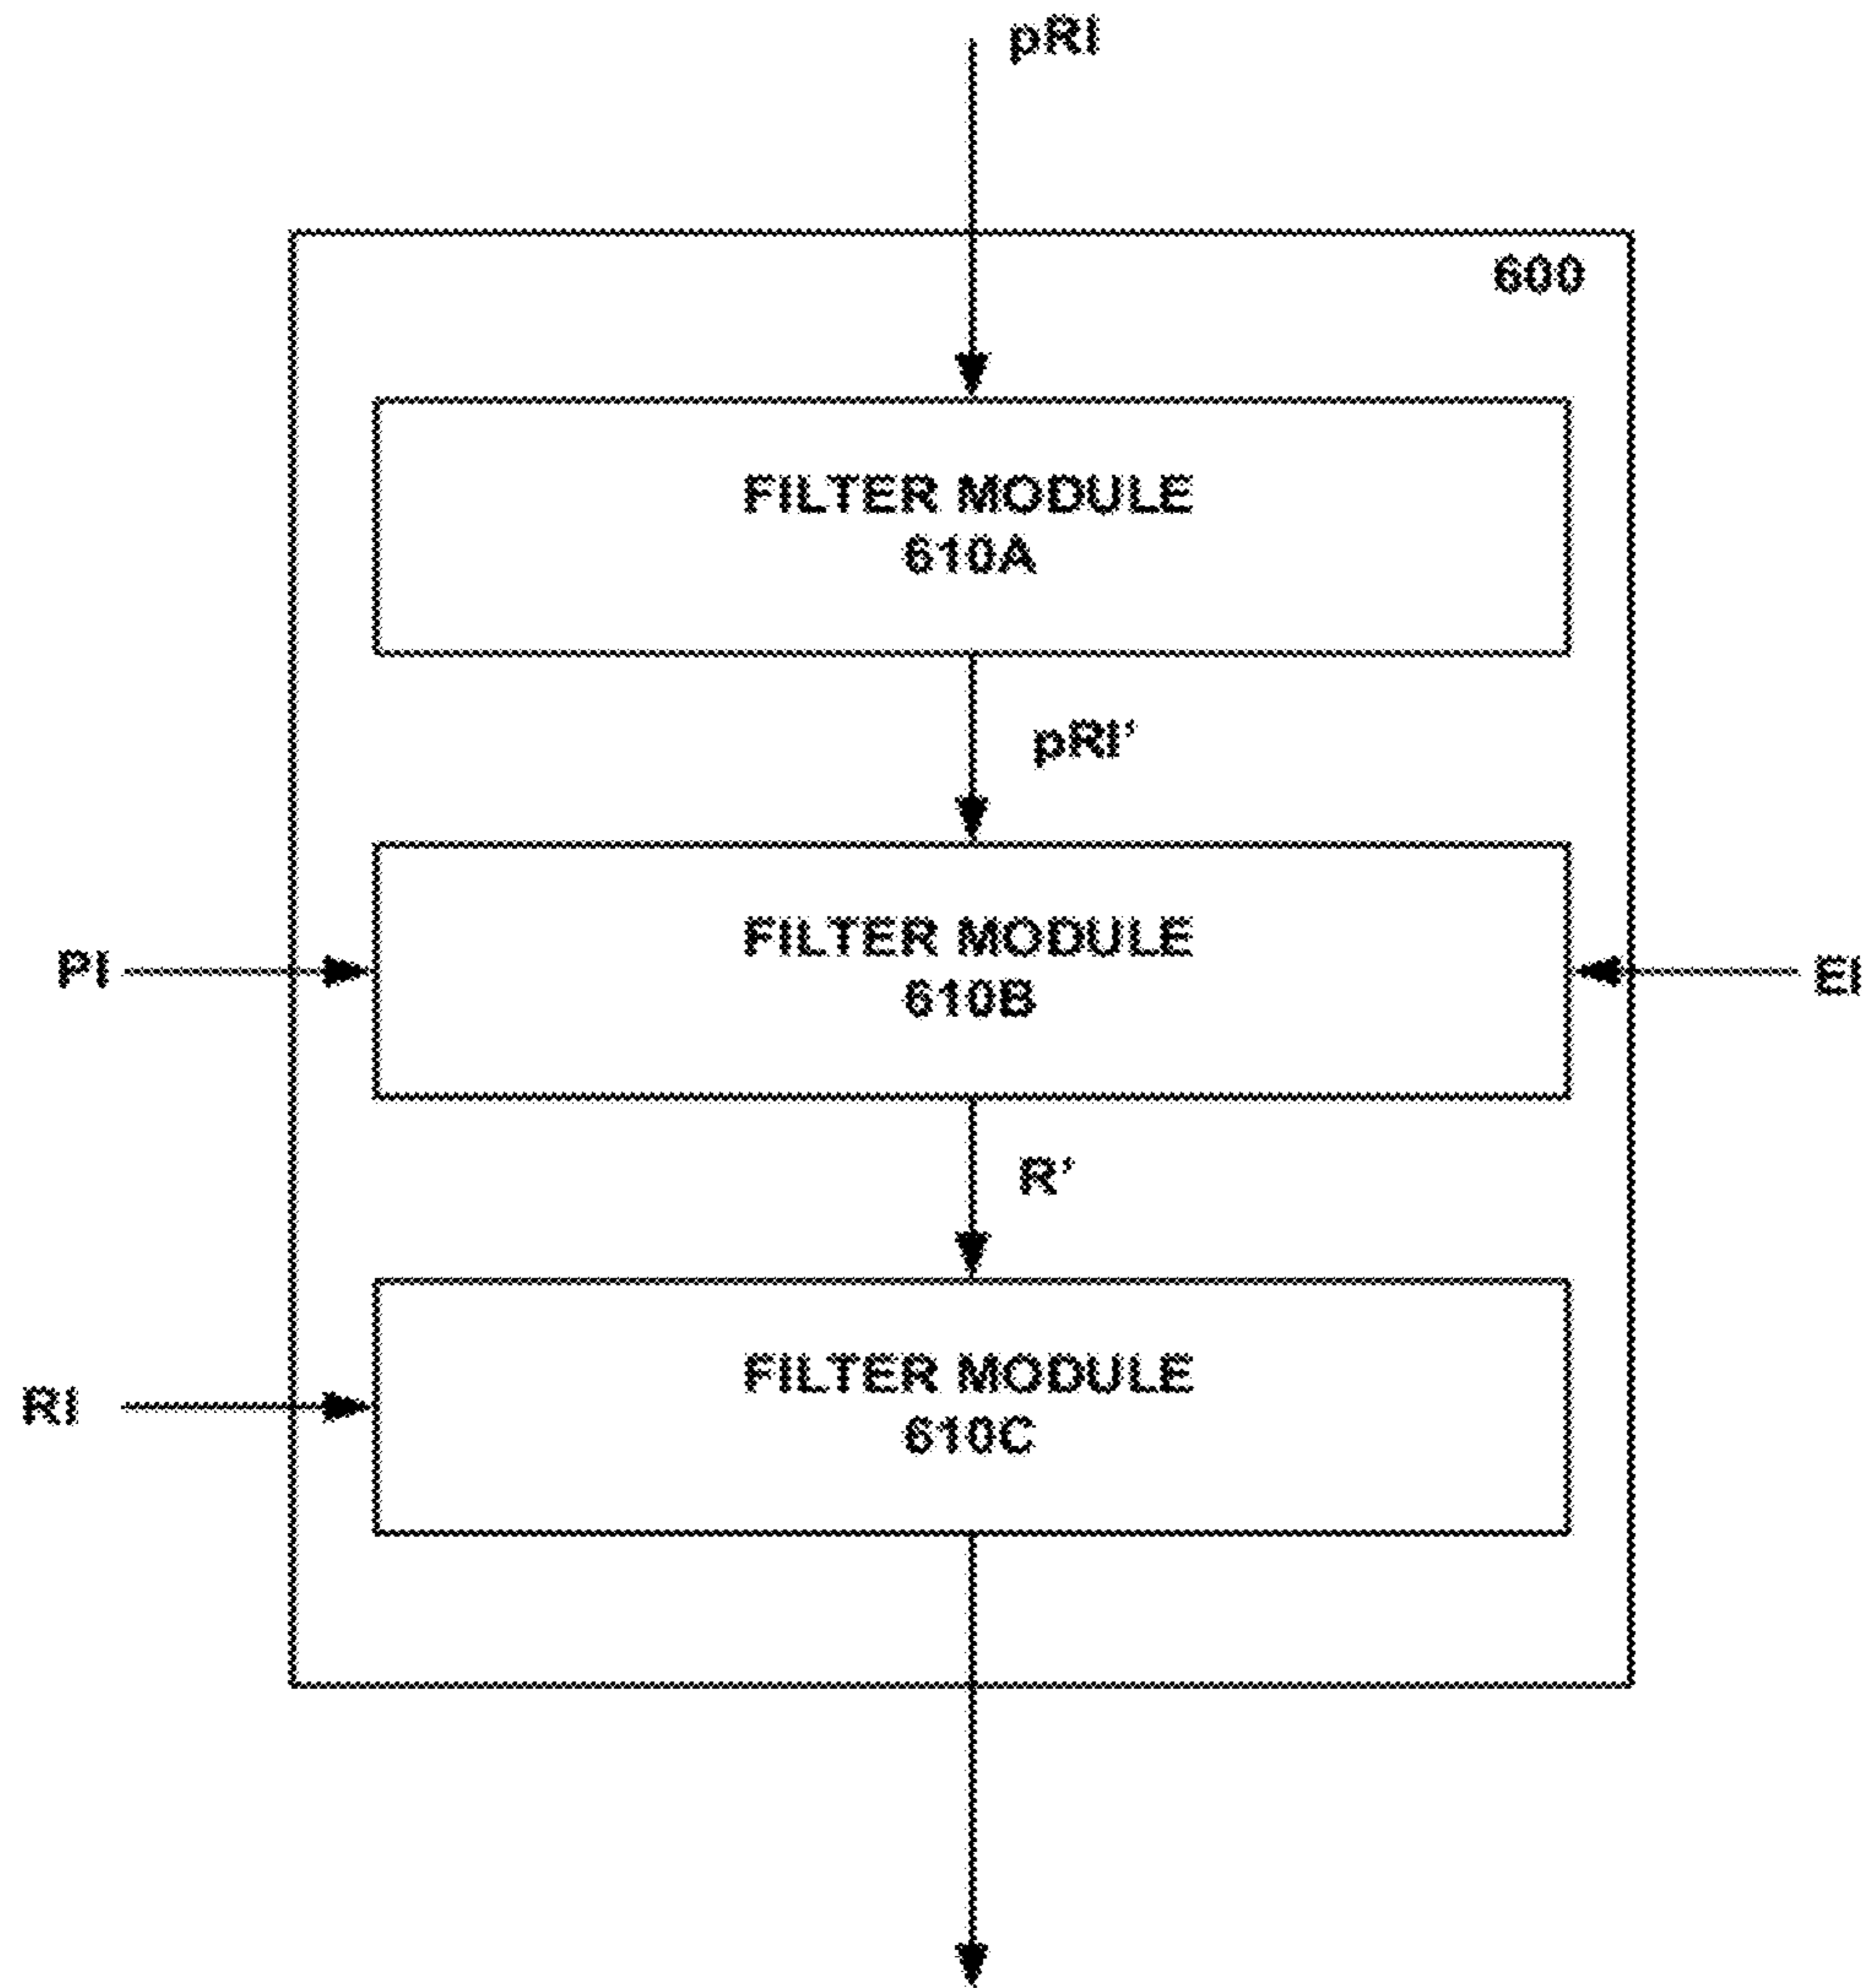 pRI
600
FILTER MODULE
610A
pRI'
FILTER MODULE
610B
PI
EI
R'
FILTER MODULE
610C
RI